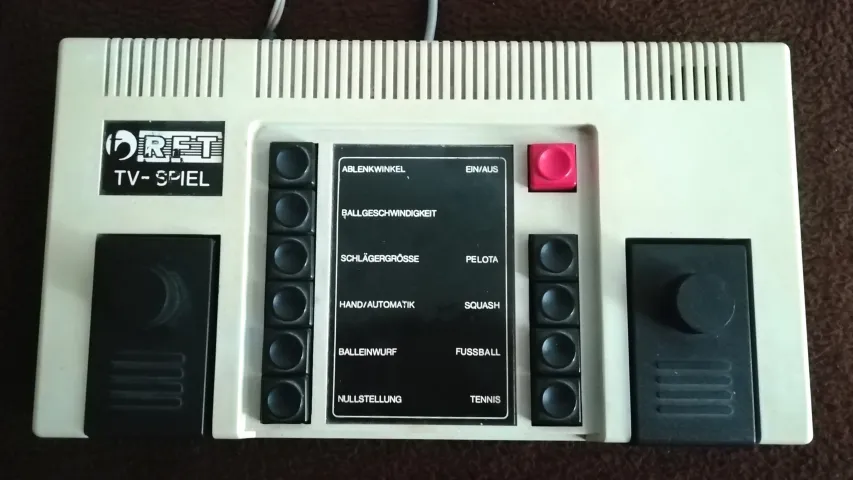 RFT
TV-SPIEL
ABLENKWINKEL EIN/AUS
BALLGESCHWINDIGKEIT
SCHLÄGERGRÖSSE PELOTA
HAND/AUTOMATIK SQUASH
BALLEINWURF FUSSBALL
NULLSTELLUNG TENNIS